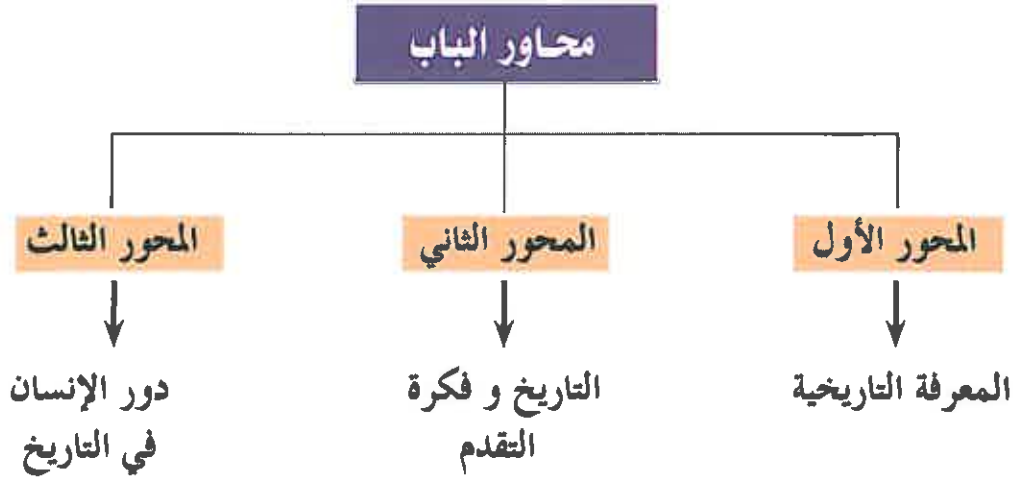 محاور الباب
المحور الأول
المحور الثاني
المحور الثالث
المعرفة التاريخية
التاريخ و فكرة
التقدم
دور الإنسان
في التاريخ